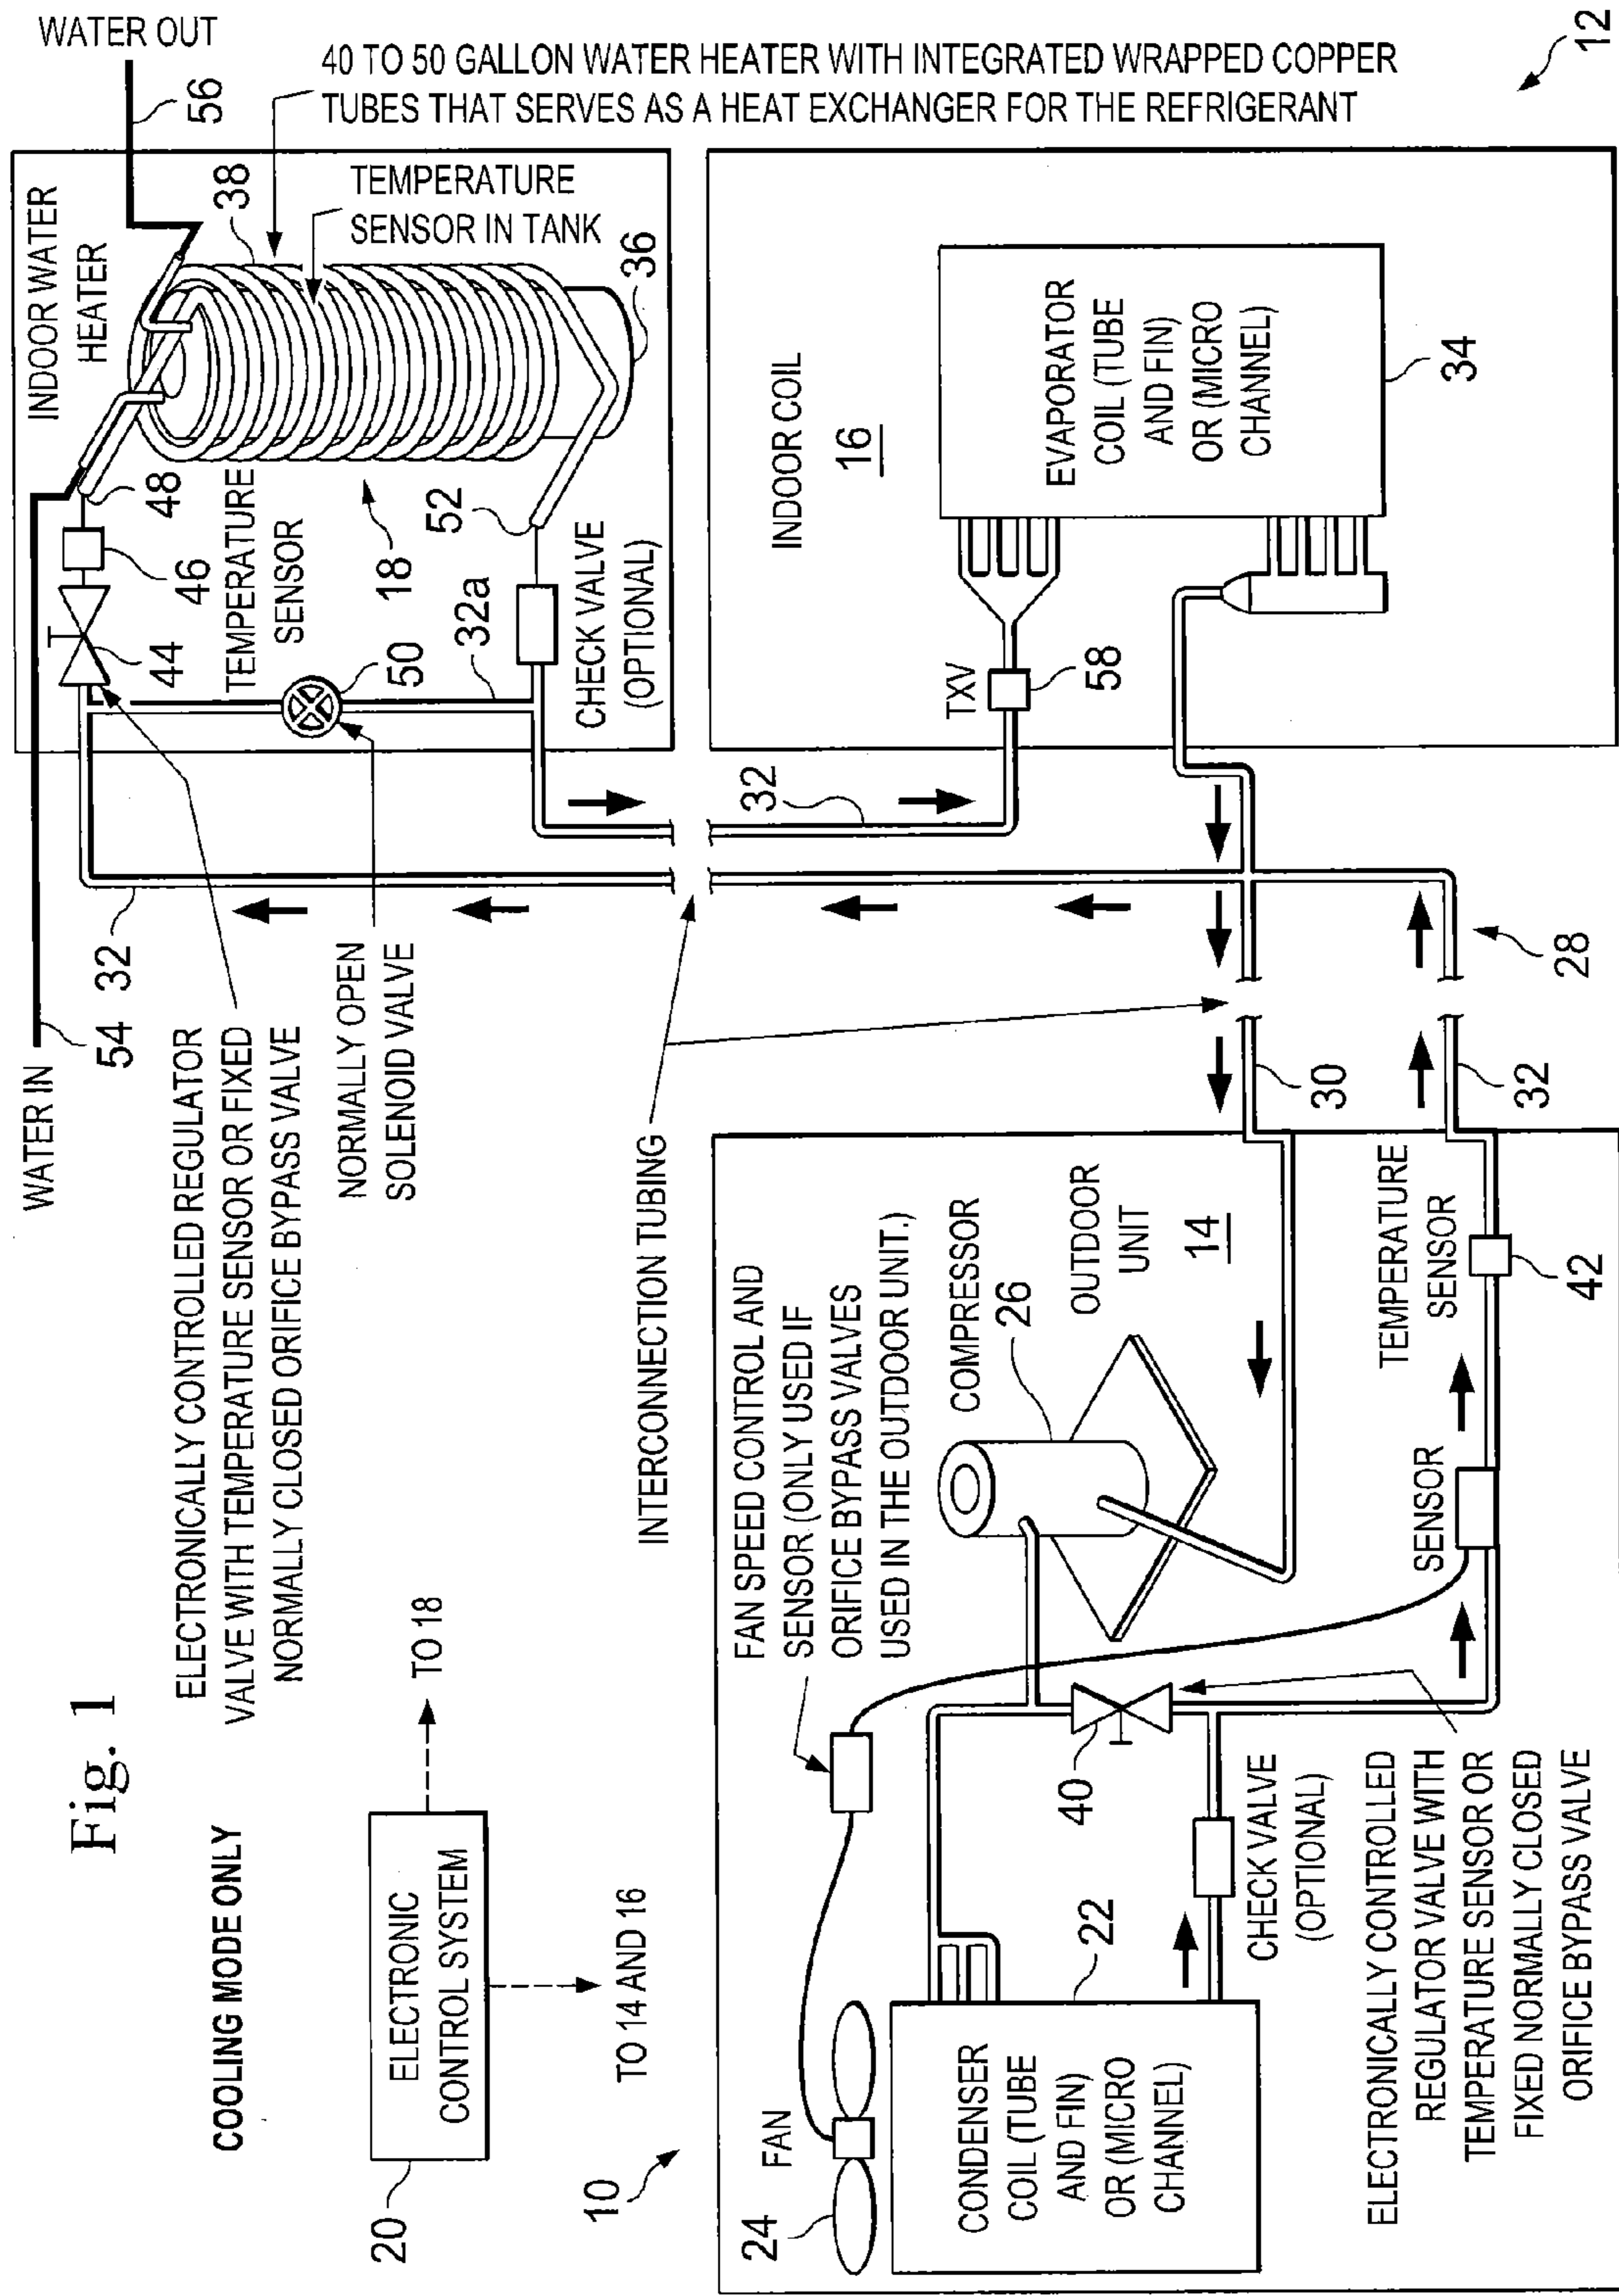 Fig. 1
COOLING MODE ONLY
20
ELECTRONIC
CONTROL SYSTEM
TO 18
TO 14 AND 16
10
WATER IN
54
32
ELECTRONICALLY CONTROLLED REGULATOR
VALVE WITH TEMPERATURE SENSOR OR FIXED
NORMALLY CLOSED ORIFICE BYPASS VALVE
NORMALLY OPEN
SOLENOID VALVE
INTERCONNECTION TUBING
WATER OUT
56
40 TO 50 GALLON WATER HEATER WITH INTEGRATED WRAPPED COPPER
TUBES THAT SERVES AS A HEAT EXCHANGER FOR THE REFRIGERANT
12
INDOOR WATER
HEATER
38
TEMPERATURE
SENSOR IN TANK
36
48
46
44
TEMPERATURE
SENSOR
18
52
50
32a
CHECK VALVE
(OPTIONAL)
32
INDOOR COIL
16
EVAPORATOR
COIL (TUBE
AND FIN)
OR (MICRO
CHANNEL)
34
TXV
58
28
30
32
FAN SPEED CONTROL AND
SENSOR (ONLY USED IF
ORIFICE BYPASS VALVES
USED IN THE OUTDOOR UNIT.)
COMPRESSOR
26
OUTDOOR
UNIT
14
TEMPERATURE
SENSOR
42
SENSOR
FAN
24
CONDENSER
COIL (TUBE
AND FIN)
OR (MICRO
CHANNEL)
22
40
CHECK VALVE
(OPTIONAL)
ELECTRONICALLY CONTROLLED
REGULATOR VALVE WITH
TEMPERATURE SENSOR OR
FIXED NORMALLY CLOSED
ORIFICE BYPASS VALVE